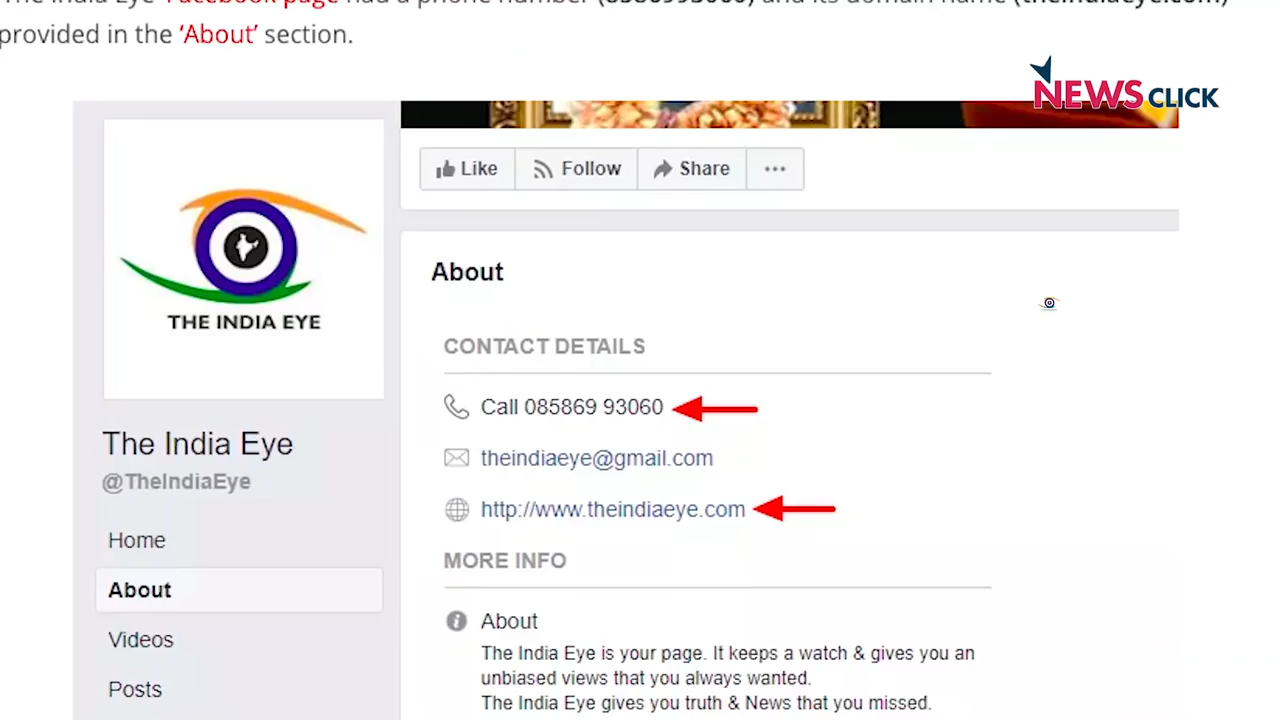 provided in the ‘About’ section.
NEWS CLICK
Like
Follow
Share
THE INDIA EYE
About
CONTACT DETAILS
Call 085869 93060
theindiaeye@gmail.com
http://www.theindiaeye.com
The India Eye
@TheIndiaEye
Home
About
Videos
Posts
MORE INFO
About
The India Eye is your page. It keeps a watch & gives you an
unbiased views that you always wanted.
The India Eye gives you truth & News that you missed.